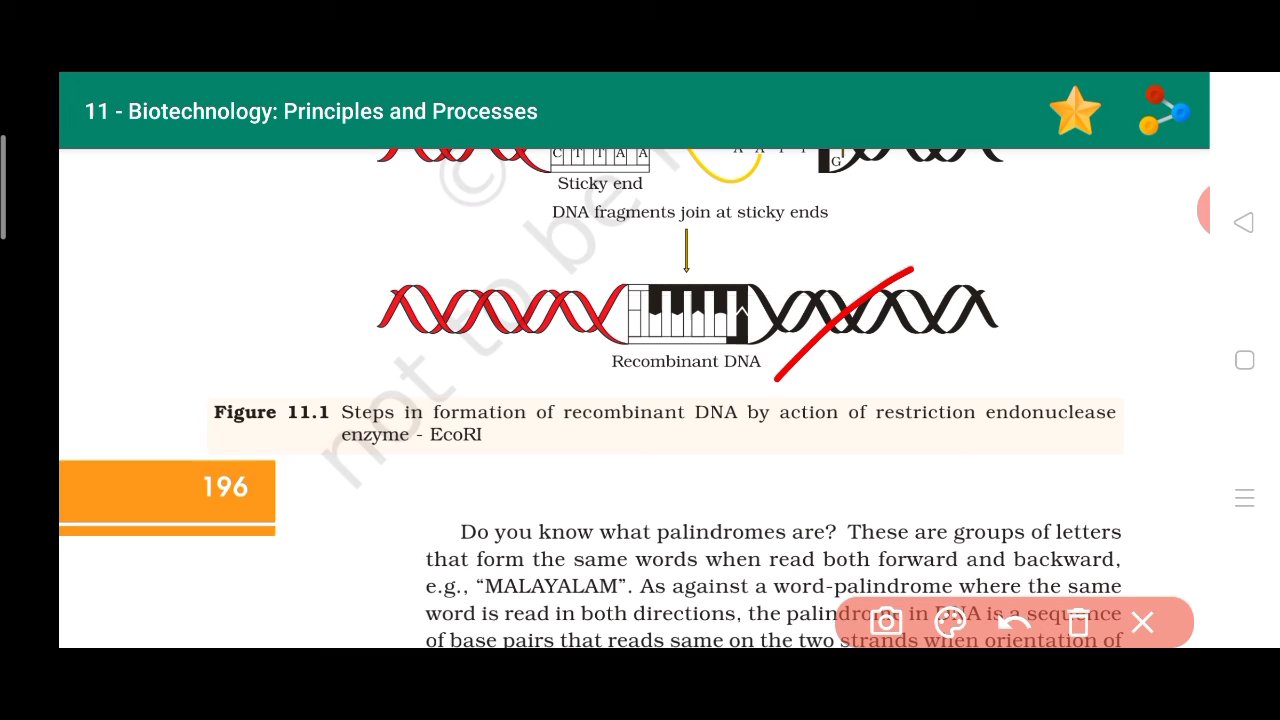 11 - Biotechnology: Principles and Processes
C T T A A
G
Sticky end
DNA fragments join at sticky ends
Recombinant DNA
Figure 11.1 Steps in formation of recombinant DNA by action of restriction endonuclease
enzyme - EcoRI
196
Do you know what palindromes are? These are groups of letters
that form the same words when read both forward and backward,
e.g., “MALAYALAM”. As against a word-palindrome where the same
word is read in both directions, the palindrome in DNA is a sequence
of base pairs that reads same on the two strands when orientation of
© not to be